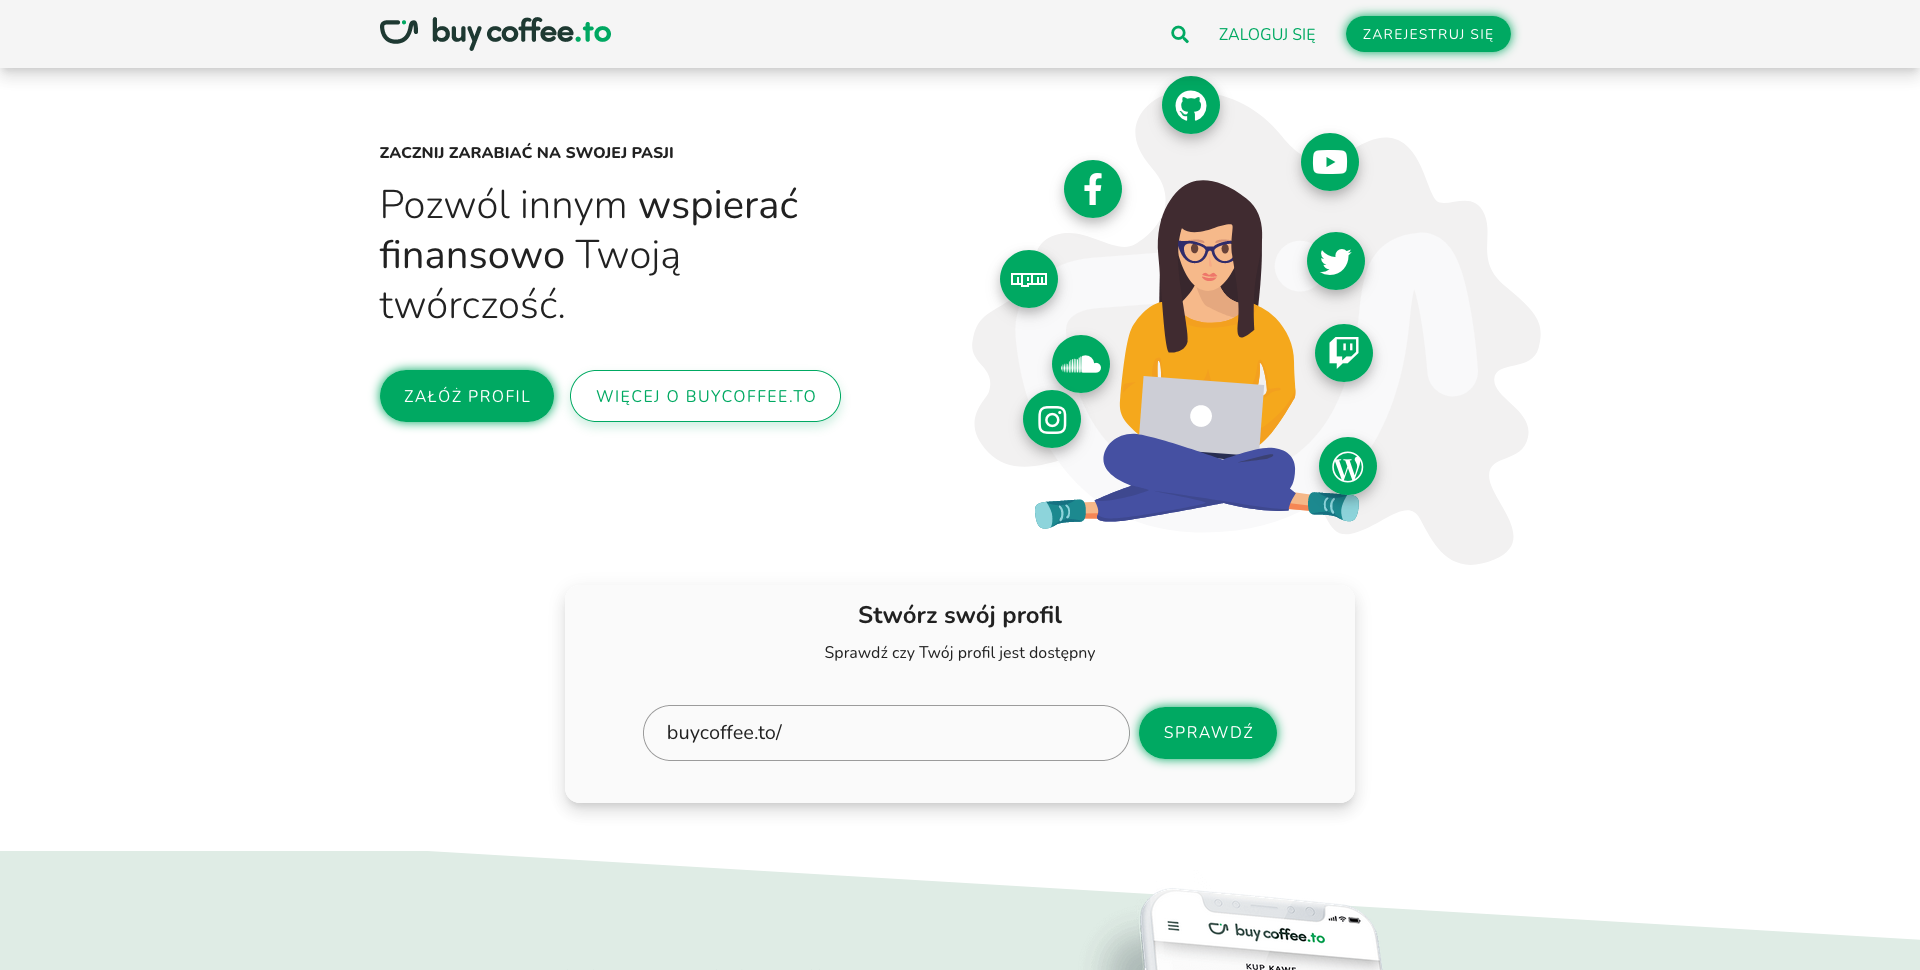 buy coffee.to
ZALOGUJ SIĘ
ZAREJESTRUJ SIĘ
ZACZNIJ ZARABIAĆ NA SWOJEJ PASJI
Pozwól innym wspierać
finansowo Twoją
twórczość.
ZAŁÓŻ PROFIL
WIĘCEJ O BUYCOFFEE.TO
npm
Stwórz swój profil
Sprawdź czy Twój profil jest dostępny
buycoffee.to/
SPRAWDŹ
buy coffee.to
KUP KAWĘ